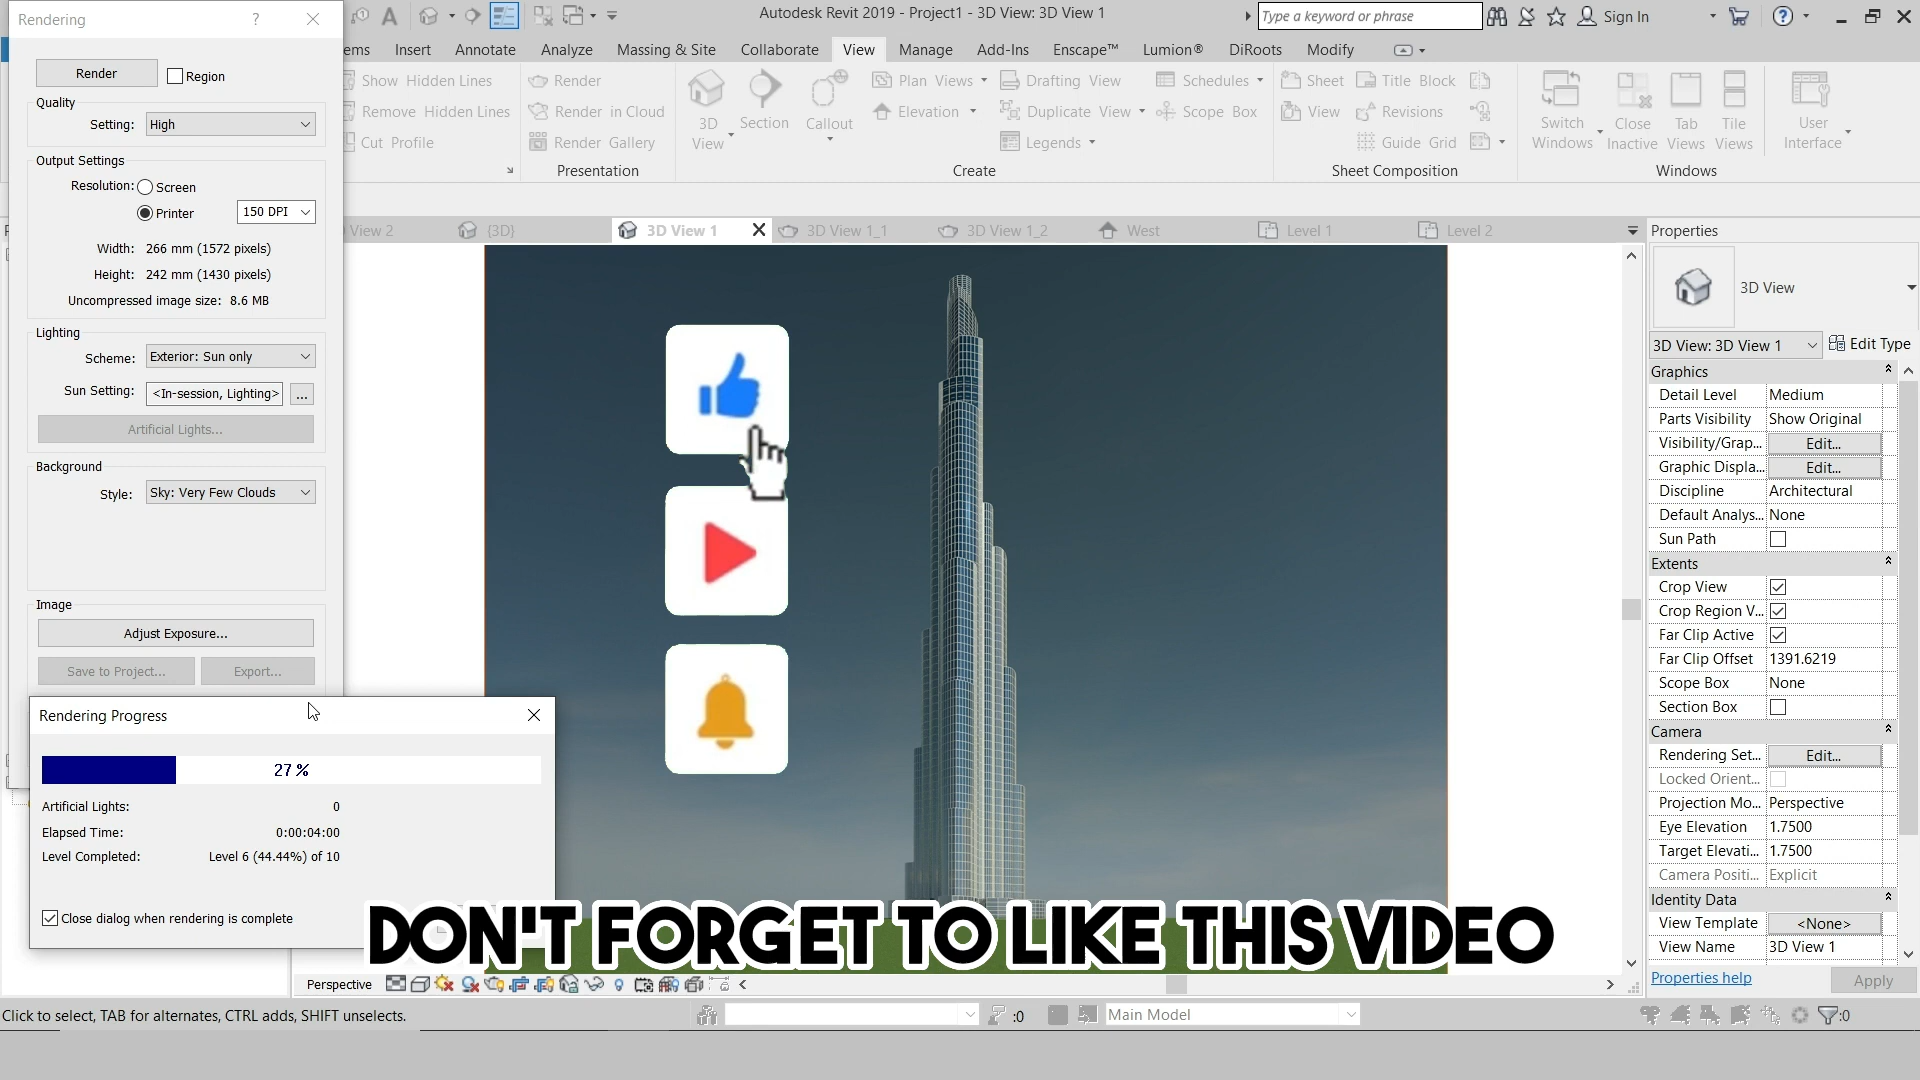 Rendering
?
Autodesk Revit 2019 - Project1 - 3D View: 3D View 1
Type a keyword or phrase
Sign In
ems Insert Annotate Analyze Massing & Site Collaborate View Manage Add-Ins Enscape™ Lumion® DiRoots Modify
Render
Region
Show Hidden Lines
Remove Hidden Lines
Cut Profile
Render
Render in Cloud
Render Gallery
Presentation
3D View
Section
Callout
Plan Views
Elevation
Drafting View
Duplicate View
Legends
Schedules
Scope Box
Create
Sheet
View
Title Block
Revisions
Guide Grid
Sheet Composition
Switch Windows
Close Inactive
Tab Views
Tile Views
Windows
User Interface
Quality
Setting: High
Output Settings
Resolution: Screen
Printer 150 DPI
Width: 266 mm (1572 pixels)
Height: 242 mm (1430 pixels)
Uncompressed image size: 8.6 MB
Lighting
Scheme: Exterior: Sun only
Sun Setting: <In-session, Lighting> ...
Artificial Lights...
Background
Style: Sky: Very Few Clouds
Image
Adjust Exposure...
Save to Project... Export...
View 2 {3D} 3D View 1 3D View 1_1 3D View 1_2 West Level 1 Level 2
Rendering Progress
27 %
Artificial Lights: 0
Elapsed Time: 0:00:04:00
Level Completed: Level 6 (44.44%) of 10
Close dialog when rendering is complete
DON'T FORGET TO LIKE THIS VIDEO
Properties
3D View
3D View: 3D View 1 Edit Type
Graphics
Detail Level Medium
Parts Visibility Show Original
Visibility/Grap... Edit...
Graphic Displa... Edit...
Discipline Architectural
Default Analys... None
Sun Path
Extents
Crop View
Crop Region V...
Far Clip Active
Far Clip Offset 1391.6219
Scope Box None
Section Box
Camera
Rendering Set... Edit...
Locked Orient...
Projection Mo... Perspective
Eye Elevation 1.7500
Target Elevati... 1.7500
Camera Positi... Explicit
Identity Data
View Template <None>
View Name 3D View 1
Properties help Apply
Perspective
Click to select, TAB for alternates, CTRL adds, SHIFT unselects.
:0
Main Model
:0